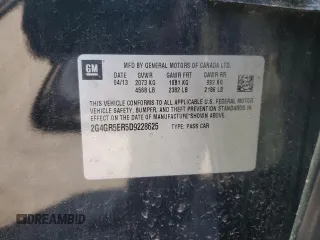 GM
MFD BY GENERAL MOTORS OF CANADA LTD.
DATE GVWR GAWR FRT GAWR RR
04/13 2073 KG 1081 KG 992 KG
4568 LB 2382 LB 2186 LB
THIS VEHICLE CONFORMS TO ALL APPLICABLE U.S. FEDERAL
MOTOR VEHICLE SAFETY, BUMPER, AND THEFT PREVENTION
STANDARDS IN EFFECT ON THE DATE OF MANUFACTURE SHOWN ABOVE.
2G4GR5ER5D9228625 TYPE: PASS CAR
DREAMBID